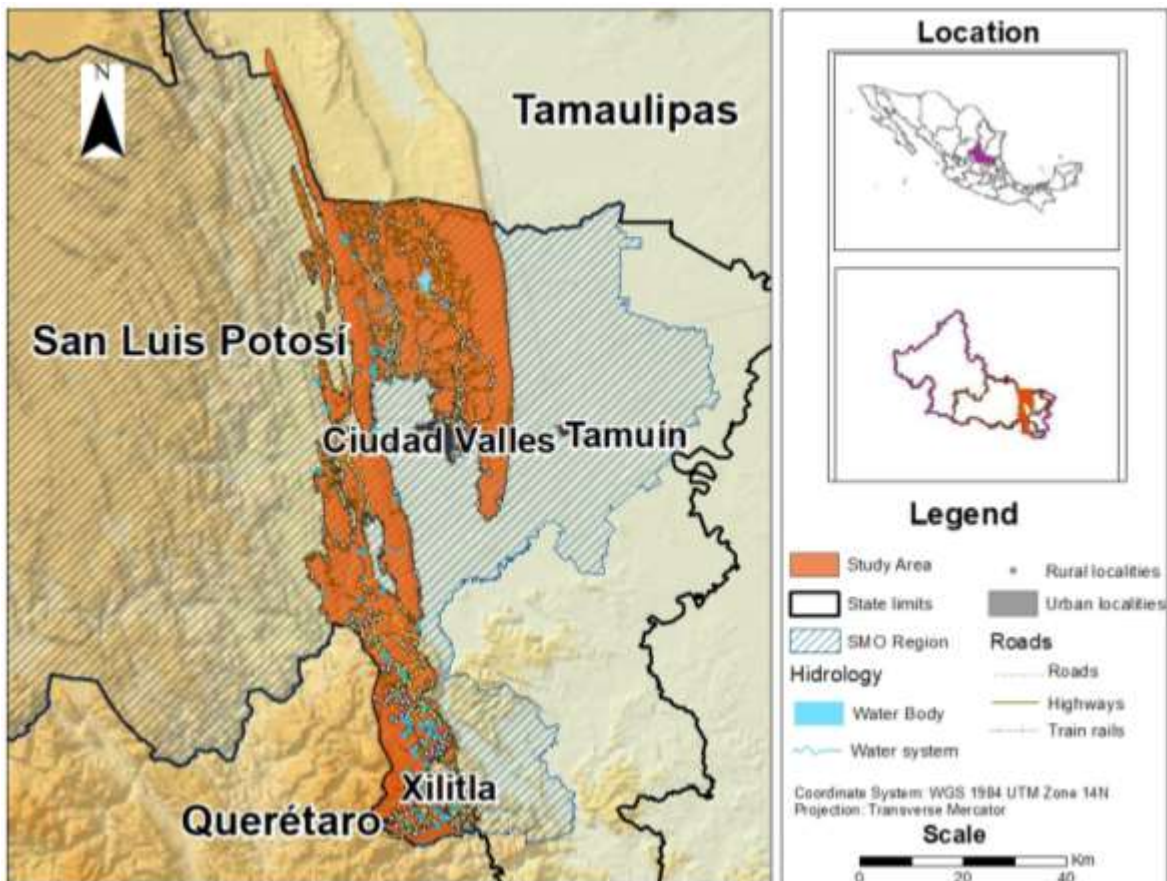 N
Tamaulipas
San Luis Potosí
Ciudad Valles
Tamuín
Xilitla
Querétaro
Location
Legend
Study Area
State limits
SMO Region
Hidrology
Water Body
Water system
Rural localities
Urban localities
Roads
Roads
Highways
Train rails
Coordinate System: WGS 1984 UTM Zone 14N
Projection: Transverse Mercator
Scale
Km
0 20 40